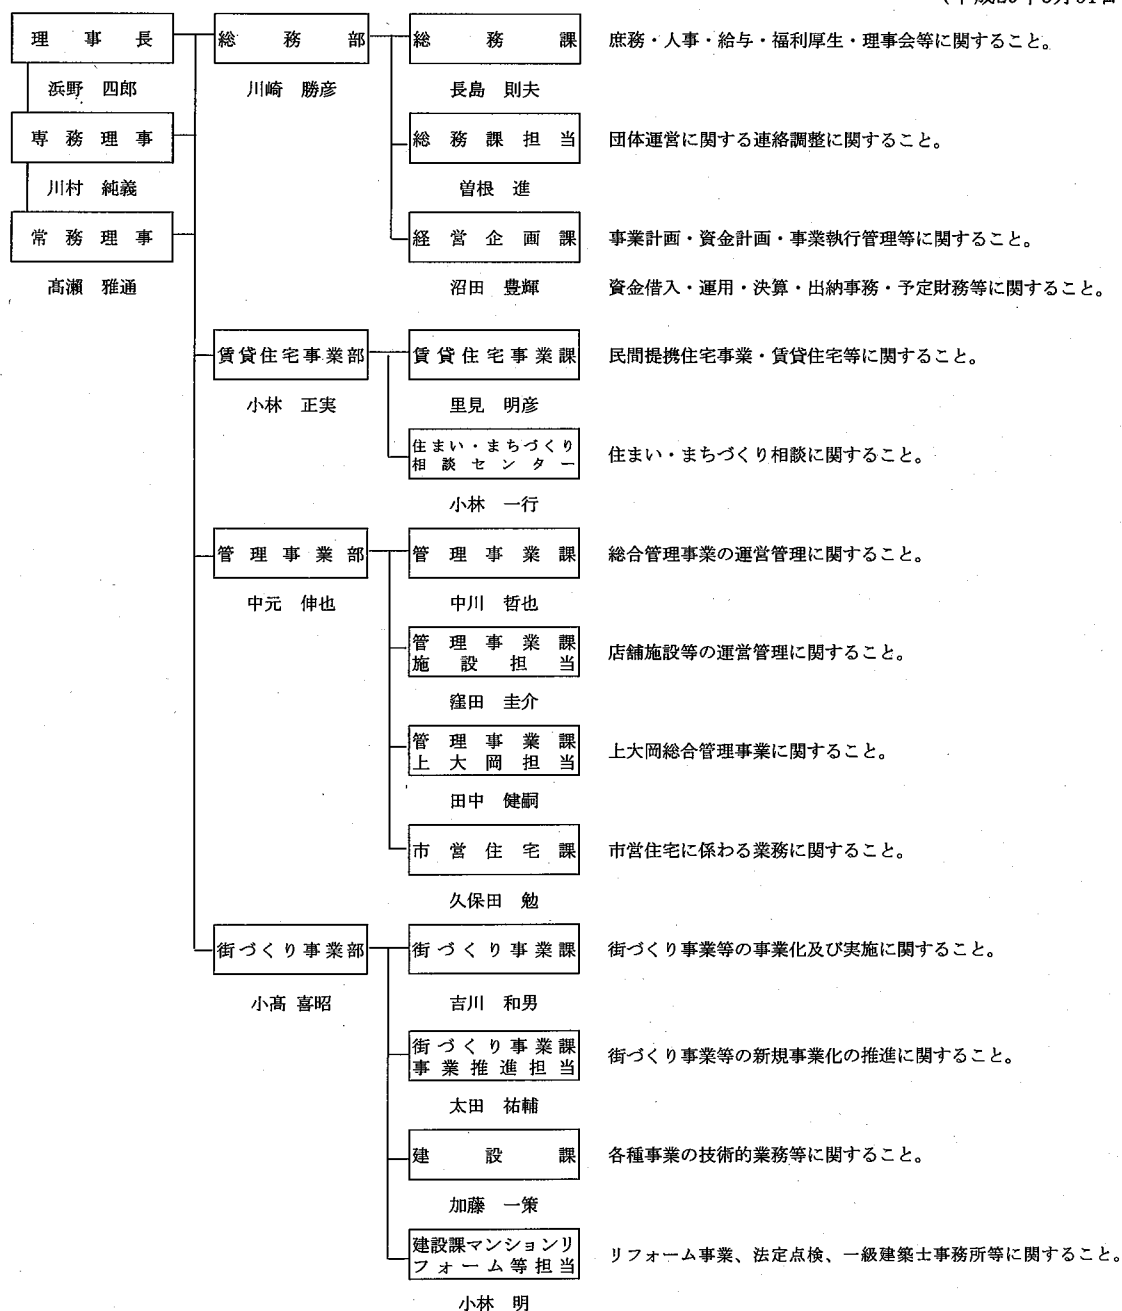 理事長
総務部
総務課
庶務・人事・給与・福利厚生・理事会等に関すること。
浜野 四郎
川崎 勝彦
長島 則夫
専務理事
総務課担当
団体運営に関する連絡調整に関すること。
川村 純義
曽根 進
常務理事
経営企画課
事業計画・資金計画・事業執行管理等に関すること。
髙瀬 雅通
沼田 豊輝
資金借入・運用・決算・出納事務・予定財務等に関すること。
賃貸住宅事業部
賃貸住宅事業課
民間提携住宅事業・賃貸住宅等に関すること。
小林 正実
里見 明彦
住まい・まちづくり
相談センター
住まい・まちづくり相談に関すること。
小林 一行
管理事業部
管理事業課
総合管理事業の運営管理に関すること。
中元 伸也
中川 哲也
管理事業課
施設担当
店舗施設等の運営管理に関すること。
窪田 圭介
管理事業課
上大岡担当
上大岡総合管理事業に関すること。
田中 健嗣
市営住宅課
市営住宅に係わる業務に関すること。
久保田 勉
街づくり事業部
街づくり事業課
街づくり事業等の事業化及び実施に関すること。
小髙 喜昭
吉川 和男
街づくり事業課
事業推進担当
街づくり事業等の新規事業化の推進に関すること。
太田 祐輔
建設課
各種事業の技術的業務等に関すること。
加藤 一策
建設課マンションリ
フォーム等担当
リフォーム事業、法定点検、一級建築士事務所等に関すること。
小林 明